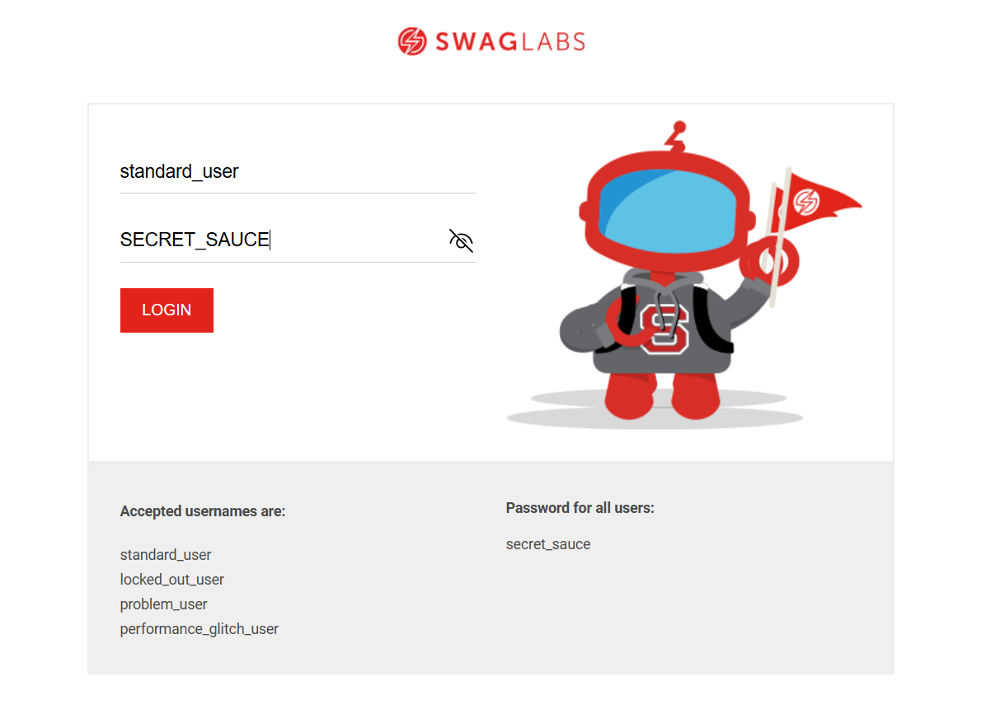 SWAGLABS
standard_user
SECRET_SAUCE
LOGIN
S
Accepted usernames are:
standard_user
locked_out_user
problem_user
performance_glitch_user
Password for all users:
secret_sauce